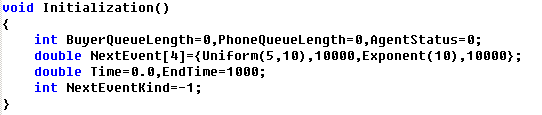 void Initialization()
{
    int BuyerQueueLength=0,PhoneQueueLength=0,AgentStatus=0;
    double NextEvent[4]={Uniform(5,10),10000,Exponent(10),10000};
    double Time=0.0,EndTime=1000;
    int NextEventKind=-1;
}